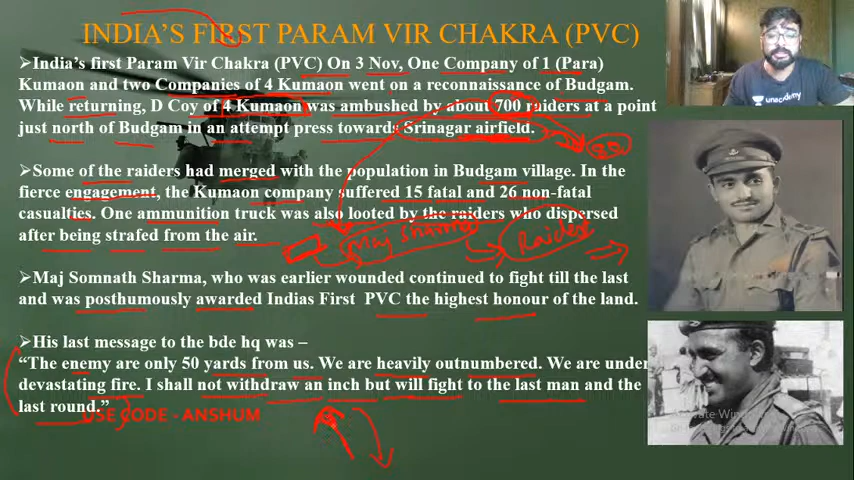 INDIA'S FIRST PARAM VIR CHAKRA (PVC)
➢India's first Param Vir Chakra (PVC) On 3 Nov, One Company of 1 (Para)
Kumaon and two Companies of 4 Kumaon went on a reconnaissance of Budgam.
While returning, D Coy of 4 Kumaon was ambushed by about 700 raiders at a point
just north of Budgam in an attempt press towards Srinagar airfield.
➢Some of the raiders had merged with the population in Budgam village. In the
fierce engagement, the Kumaon company suffered 15 fatal and 26 non-fatal
casualties. One ammunition truck was also looted by the raiders who dispersed
after being strafed from the air.
Maj Sharma
Raiders
➢Maj Somnath Sharma, who was earlier wounded continued to fight till the last
and was posthumously awarded Indias First PVC the highest honour of the land.
➢His last message to the bde hq was –
“The enemy are only 50 yards from us. We are heavily outnumbered. We are under
devastating fire. I shall not withdraw an inch but will fight to the last man and the
last round.”
USE CODE - ANSHUM
unacademy